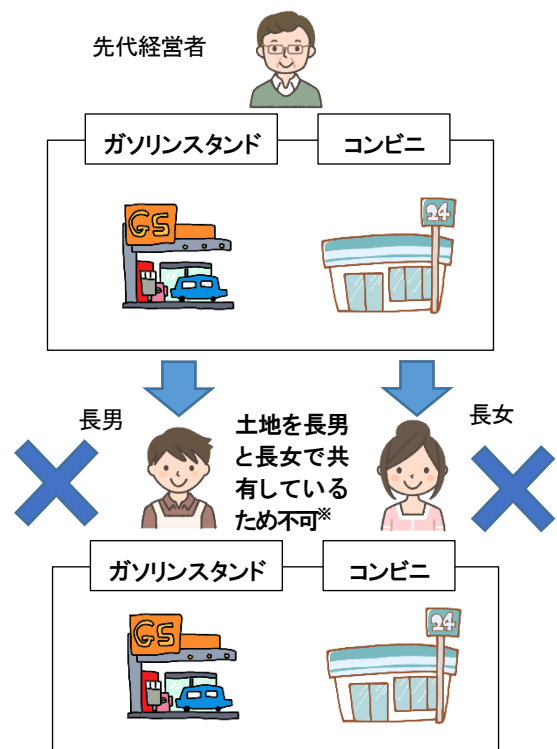 先代経営者
ガソリンスタンド
コンビニ
GS
24
長男
土地を長男
と長女で共
有している
ため不可※
長女
ガソリンスタンド
コンビニ
GS
24